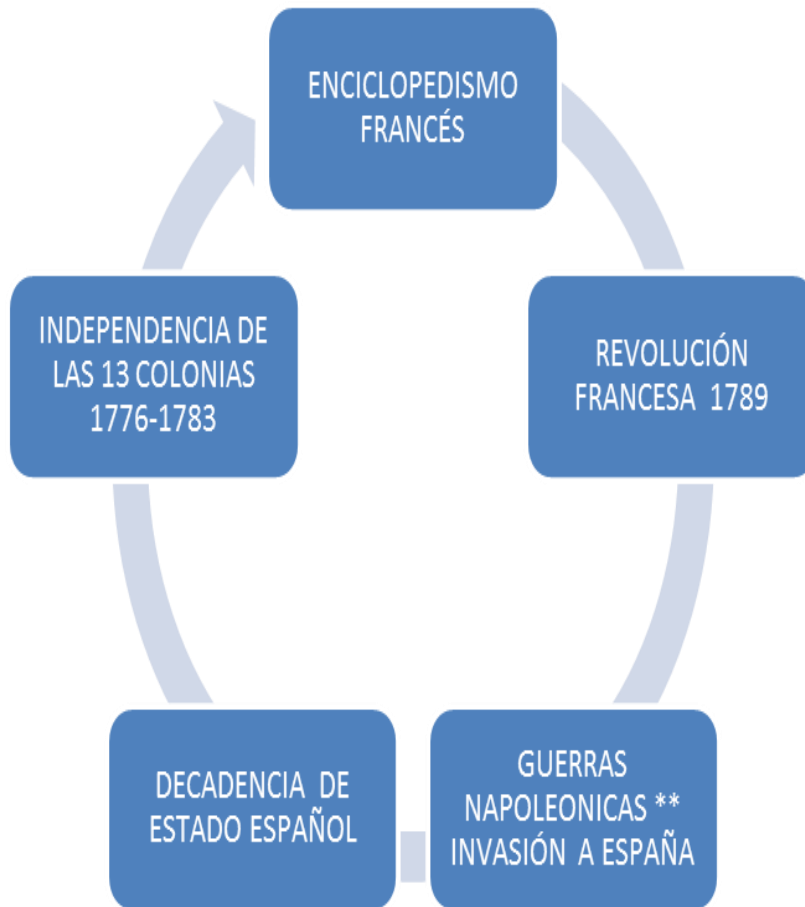 ENCICLOPEDISMO
FRANCÉS
REVOLUCIÓN
FRANCESA 1789
GUERRAS
NAPOLEONICAS **
INVASIÓN A ESPAÑA
DECADENCIA DE
ESTADO ESPAÑOL
INDEPENDENCIA DE
LAS 13 COLONIAS
1776-1783